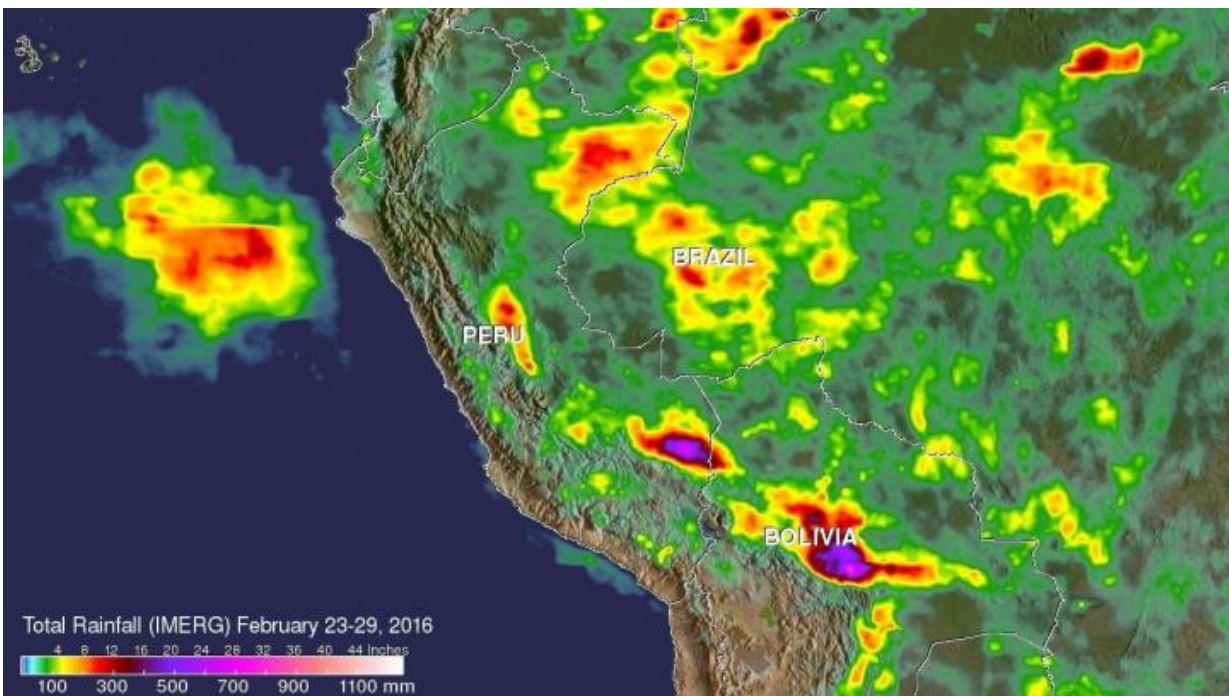 BRAZIL
PERU
BOLIVIA
Total Rainfall (IMERG) February 23-29, 2016
4 8 12 16 20 24 28 32 36 40 44 Inches
100 300 500 700 900 1100 mm